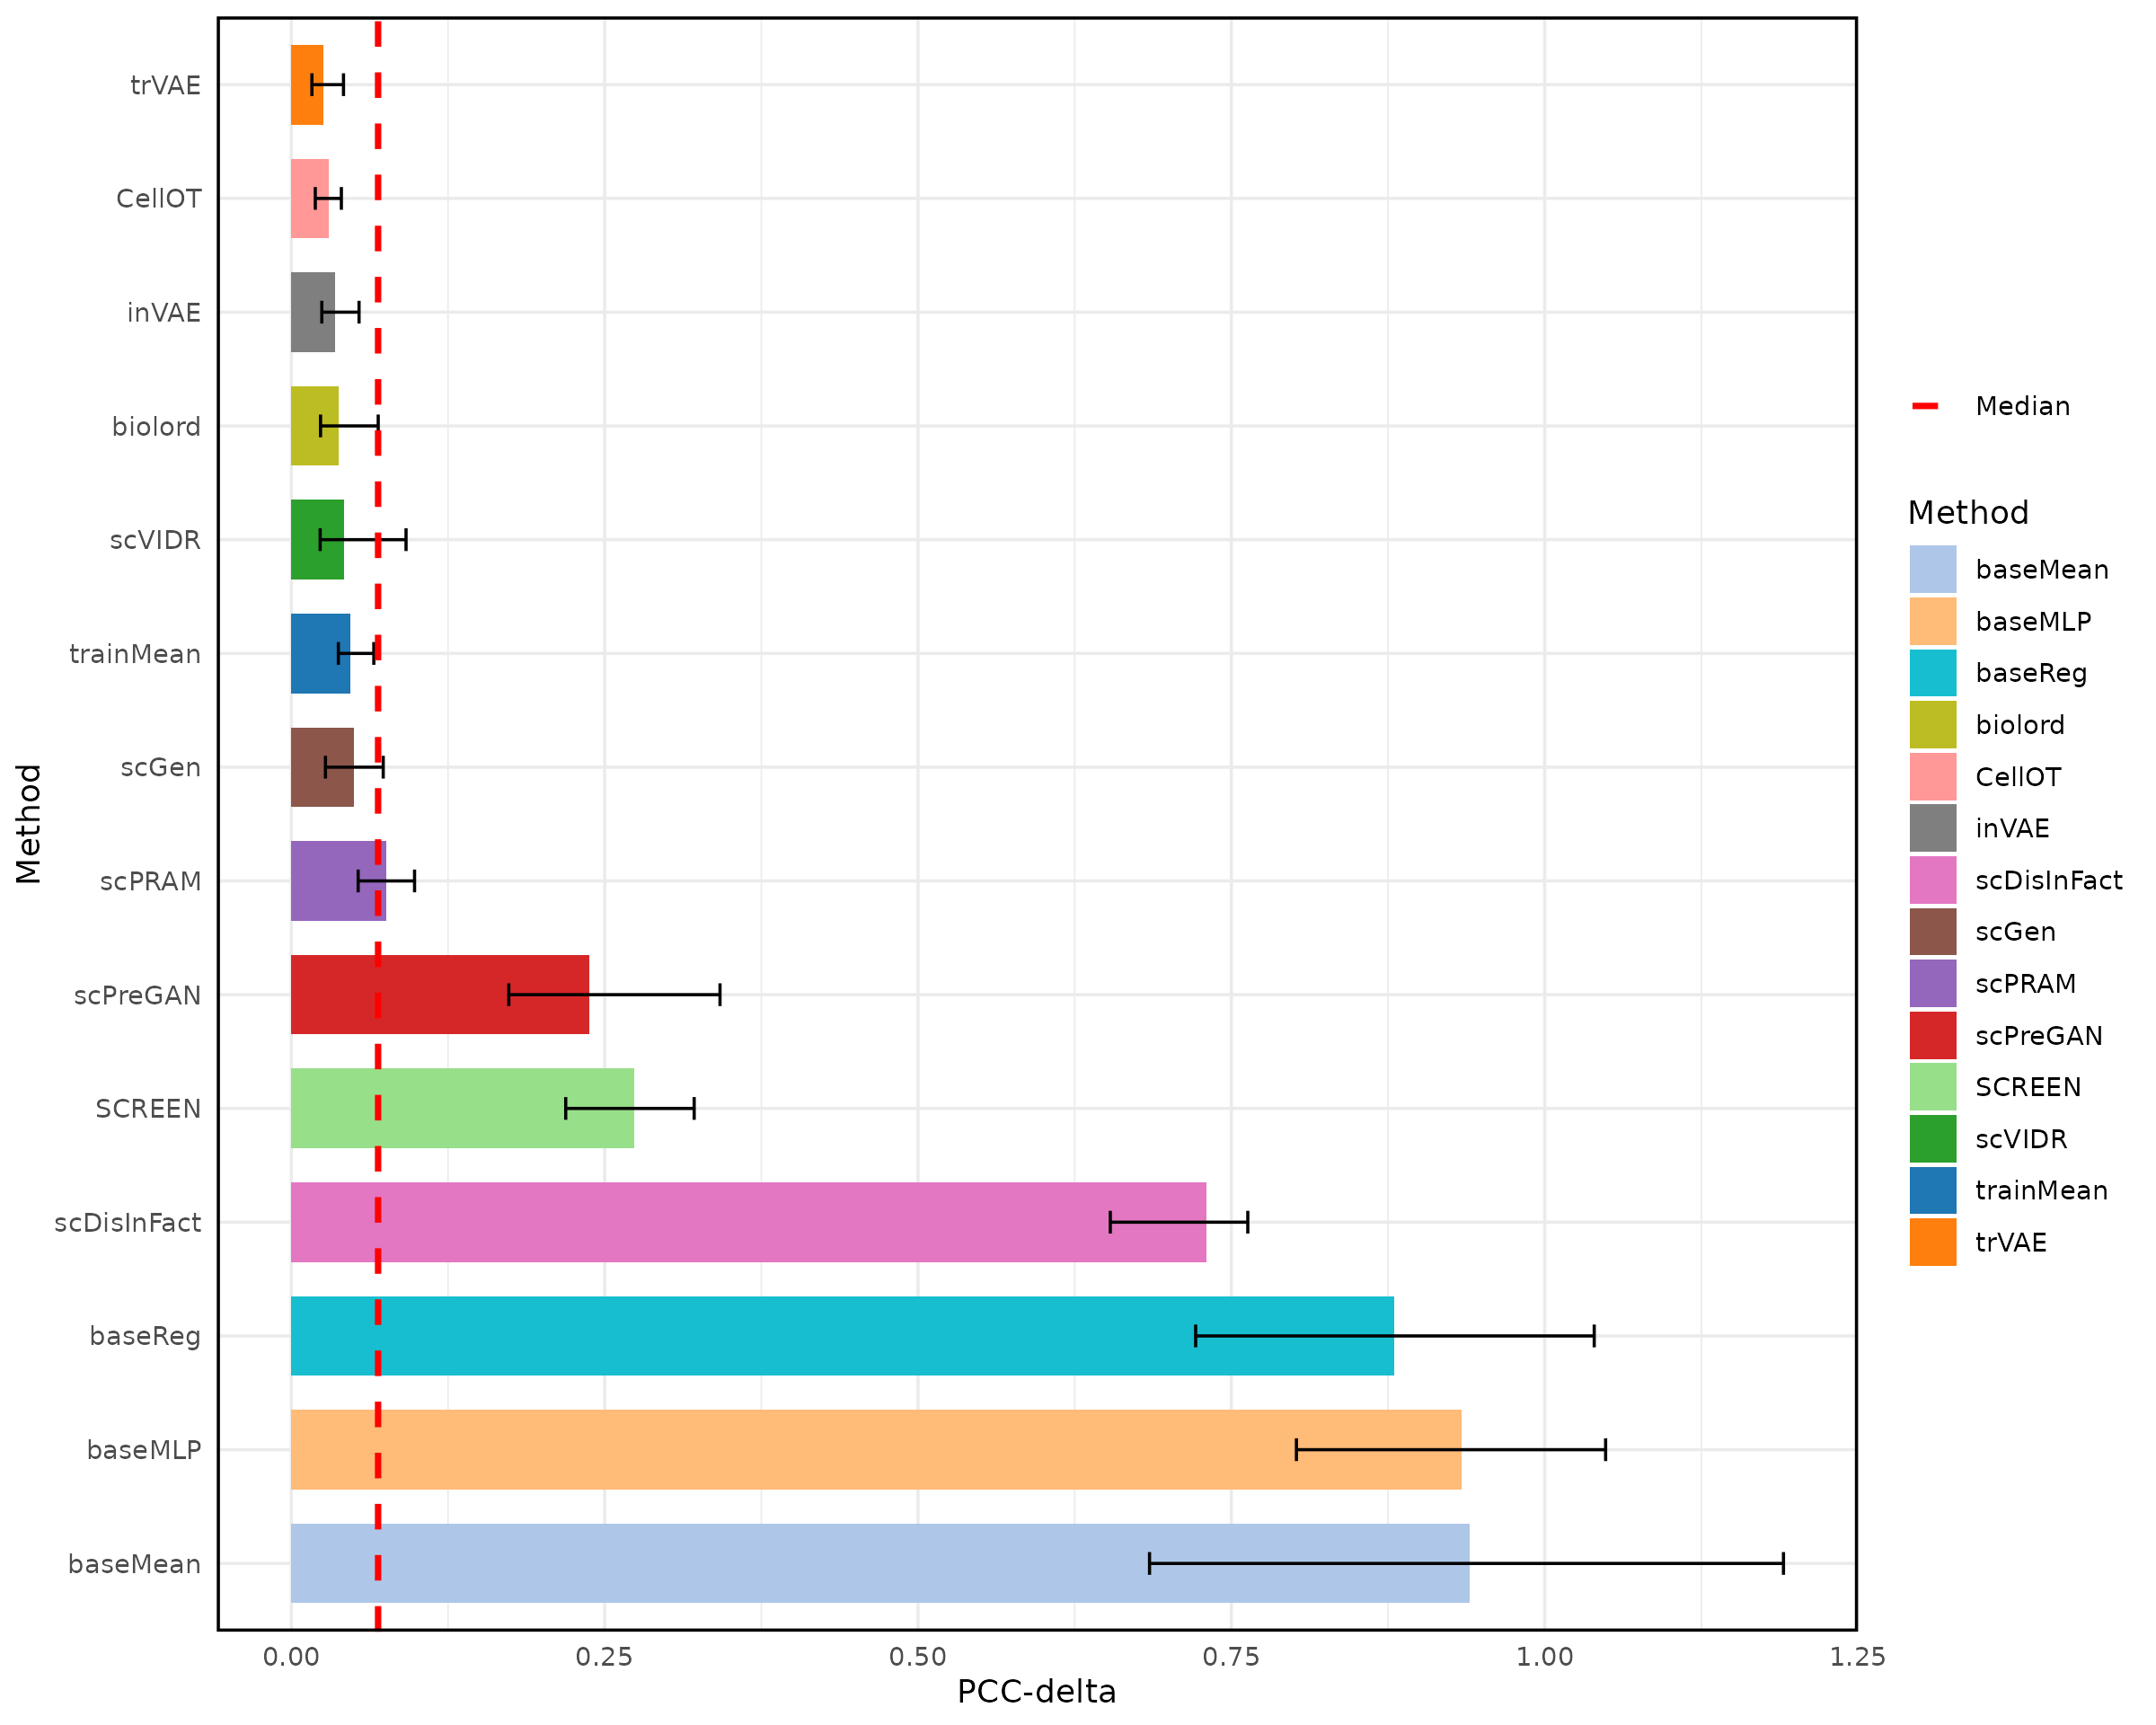 trVAE
CellOT
inVAE
biolord
scVIDR
trainMean
scGen
scPRAM
scPreGAN
SCREEN
scDisInFact
baseReg
baseMLP
baseMean
Method
0.00 0.25 0.50 0.75 1.00 1.25
PCC-delta
Median
Method
baseMean
baseMLP
baseReg
biolord
CellOT
inVAE
scDisInFact
scGen
scPRAM
scPreGAN
SCREEN
scVIDR
trainMean
trVAE